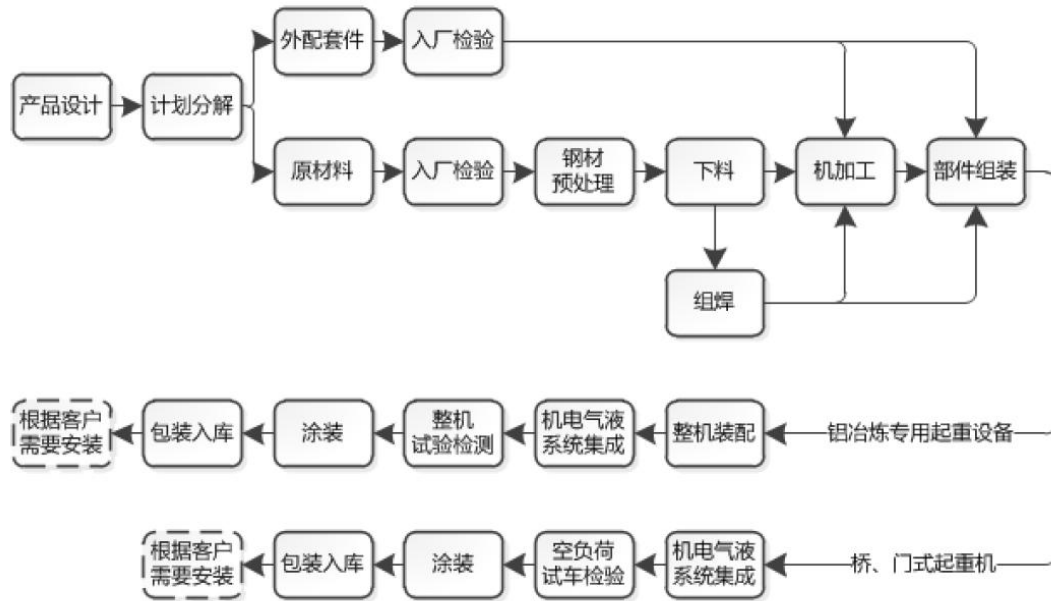 外配套件
入厂检验
产品设计
计划分解
原材料
入厂检验
钢材
预处理
下料
机加工
部件组装
组焊
根据客户
需要安装
包装入库
涂装
整机
试验检测
机电气液
系统集成
整机装配
铝冶炼专用起重设备
根据客户
需要安装
包装入库
涂装
空负荷
试车检验
机电气液
系统集成
桥、门式起重机